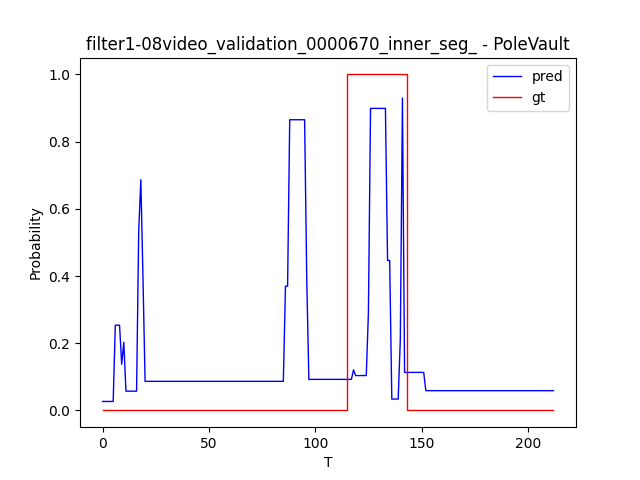 filter1-08video_validation_0000670_inner_seg_ - PoleVault
pred
gt
1.0
0.8
0.6
0.4
0.2
0.0
Probability
0
50
100
150
200
T